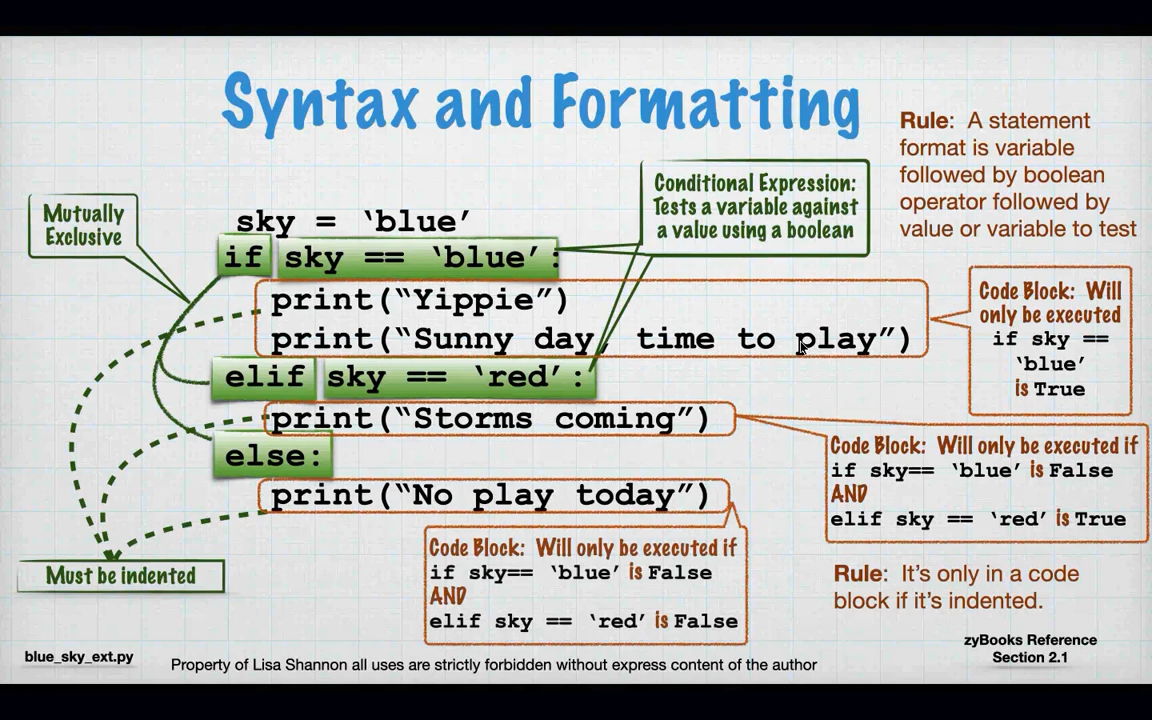 Syntax and Formatting
Rule: A statement
format is variable
followed by boolean
operator followed by
value or variable to test
Mutually
Exclusive
Conditional Expression:
Tests a variable against
a value using a boolean
sky = ‘blue’
if sky == ‘blue’:
print(“Yippie”)
print(“Sunny day, time to play”)
elif sky == ‘red’:
print(“Storms coming”)
else:
print(“No play today”)
Code Block: Will
only be executed
if sky ==
‘blue’
is True
Code Block: Will only be executed if
if sky== ‘blue’ is False
AND
elif sky == ‘red’ is True
Code Block: Will only be executed if
if sky== ‘blue’ is False
AND
elif sky == ‘red’ is False
Must be indented
Rule: It’s only in a code
block if it’s indented.
zyBooks Reference
Section 2.1
blue_sky_ext.py
Property of Lisa Shannon all uses are strictly forbidden without express content of the author